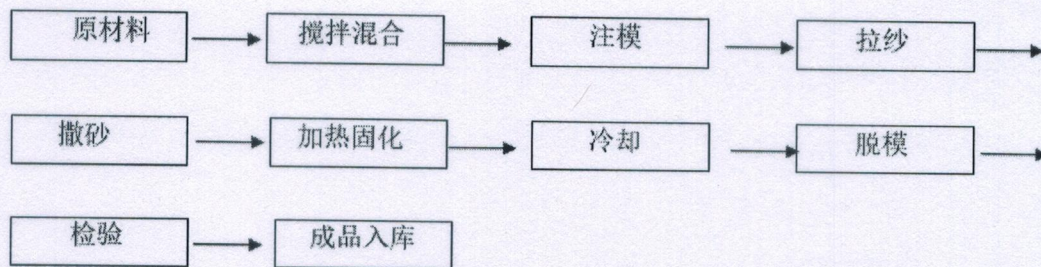 原材料 搅拌混合 注模 拉纱
撒砂 加热固化 冷却 脱模
检验 成品入库